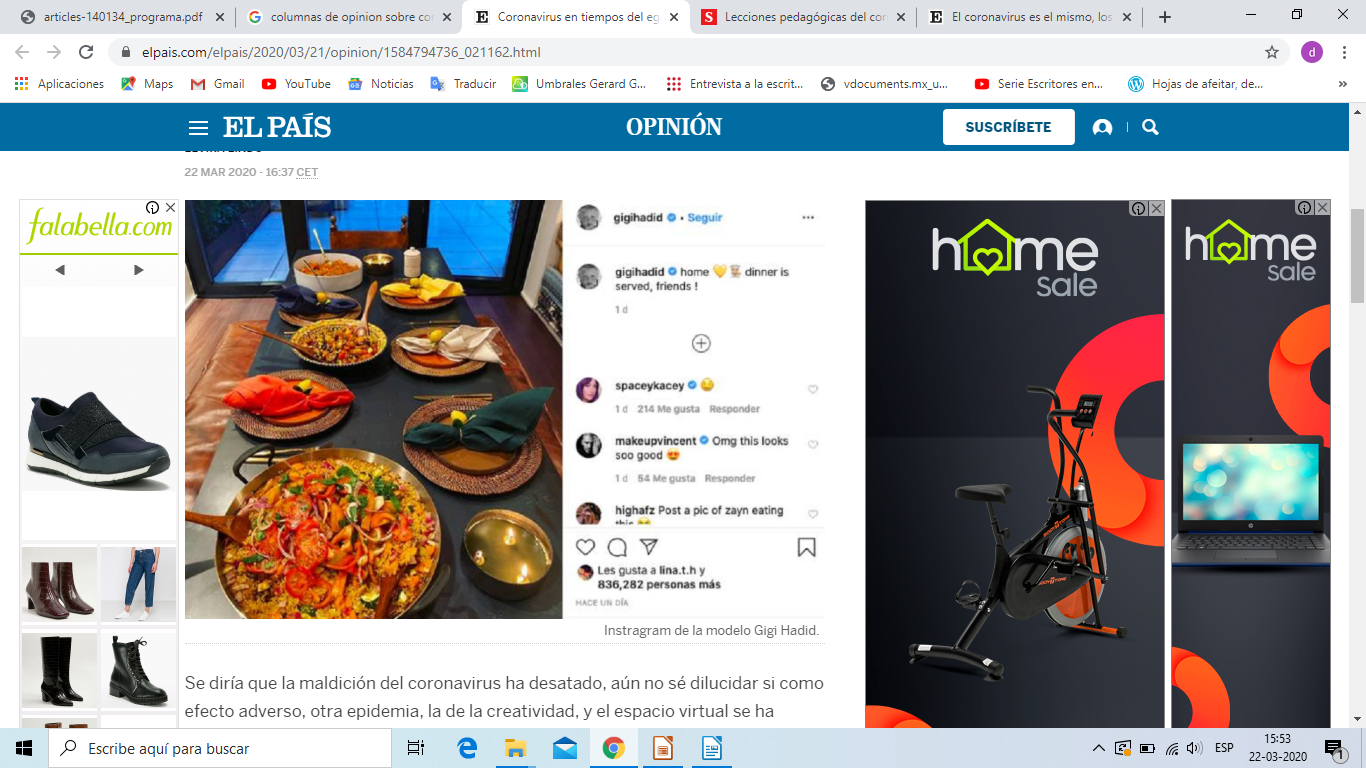 articles-140134_programa.pdf
columnas de opinion sobre cor
Coronavirus en tiempos del eg
Lecciones pedagógicas del cor
El coronavirus es el mismo, los
elpais.com/elpais/2020/03/21/opinion/1584794736_021162.html
d
Aplicaciones
Maps
Gmail
YouTube
Noticias
Traducir
Umbrales Gerard G...
Entrevista a la escrit...
vdocuments.mx_u...
Serie Escritores en...
Hojas de afeitar, de...
EL PAÍS
OPINIÓN
SUSCRÍBETE
22 MAR 2020 - 16:37 CET
falabella.com
gigihadid • Seguir
gigihadid home dinner is
served, friends !
1 d
spaceykacey
1 d 214 Me gusta Responder
makeupvincent Omg this looks
soo good
1 d 54 Me gusta Responder
highafz Post a pic of zayn eating
this
Les gusta a lina.t.h y
836,282 personas más
HACE UN DÍA
Instragram de la modelo Gigi Hadid.
Se diría que la maldición del coronavirus ha desatado, aún no sé dilucidar si como
efecto adverso, otra epidemia, la de la creatividad, y el espacio virtual se ha
home
sale
home
sale
Escribe aquí para buscar
ESP
15:53
22-03-2020
1